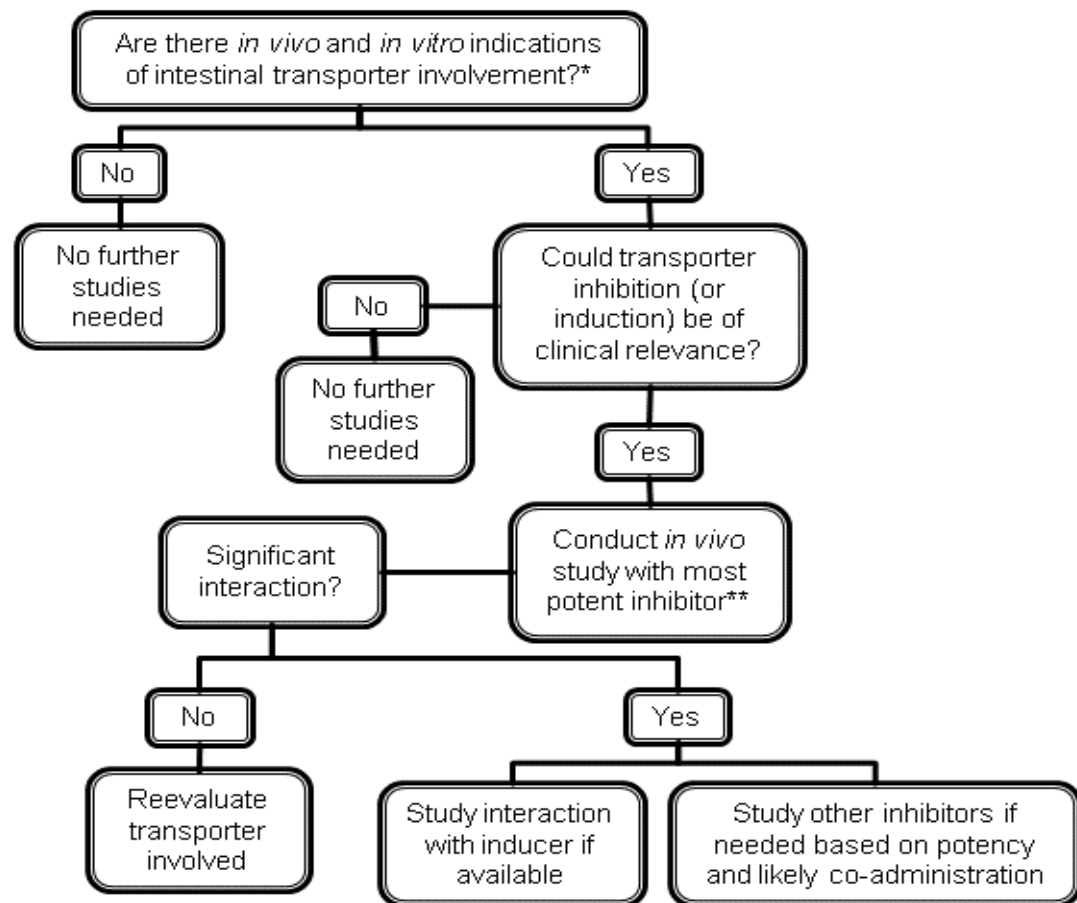 Are there in vivo and in vitro indications
of intestinal transporter involvement?*
No
Yes
No further
studies
needed
Could transporter
inhibition (or
induction) be of
clinical relevance?
No
No further
studies
needed
Yes
Conduct in vivo
study with most
potent inhibitor**
Significant
interaction?
No
Yes
Reevaluate
transporter
involved
Study interaction
with inducer if
available
Study other inhibitors if
needed based on potency
and likely co-administration